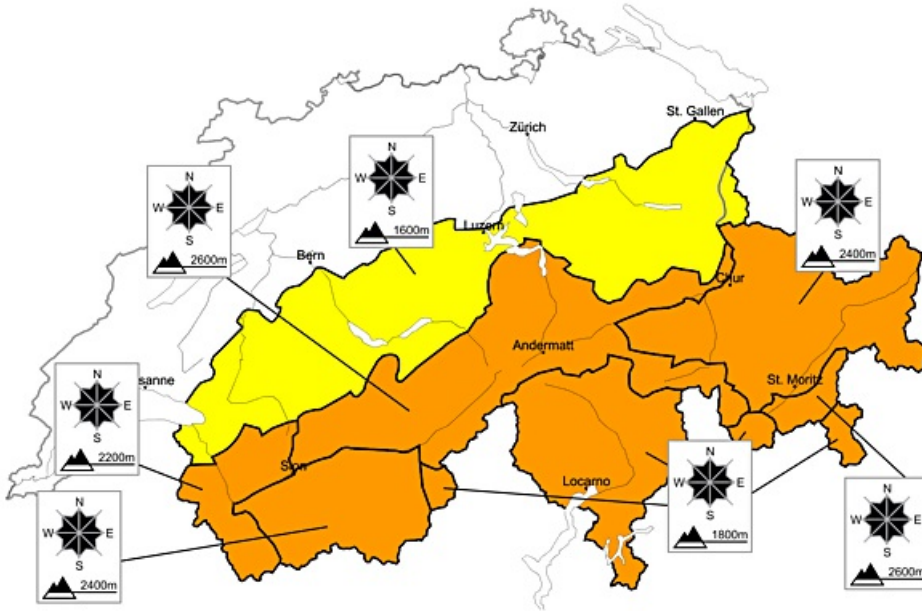 St. Gallen
Zürich
N
W E
S
1600m
N
W E
S
2400m
N
W E
S
2600m
Luzern
Bern
Chur
Andermatt
St. Moritz
sanne
N
W E
S
2200m
Sion
Locarno
N
W E
S
1800m
N
W E
S
2600m
N
W E
S
2400m